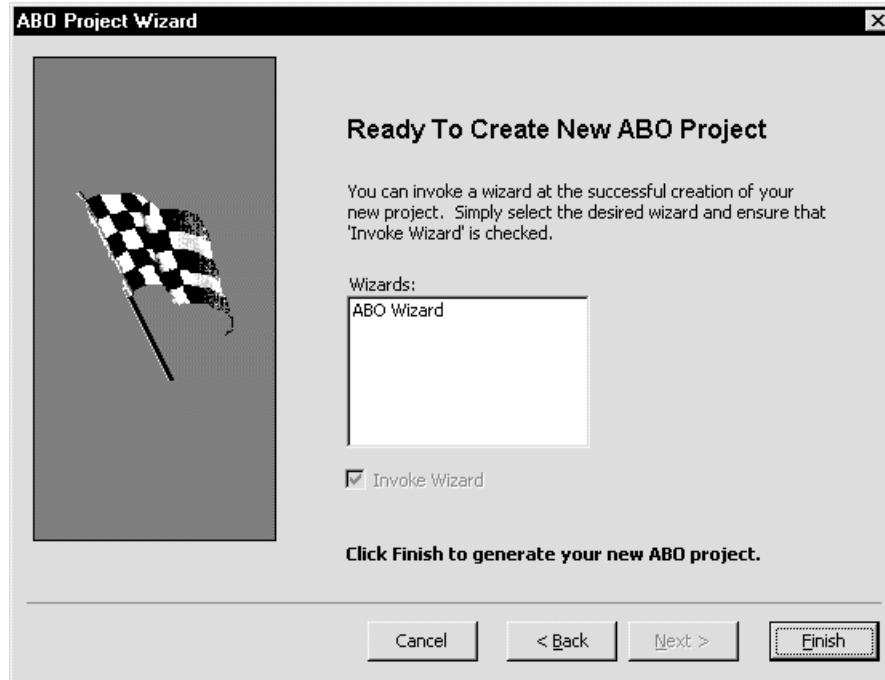 ABO Project Wizard
Ready To Create New ABO Project
You can invoke a wizard at the successful creation of your
new project.  Simply select the desired wizard and ensure that
'Invoke Wizard' is checked.
Wizards:
ABO Wizard
Invoke Wizard
Click Finish to generate your new ABO project.
Cancel
< Back
Next >
Finish